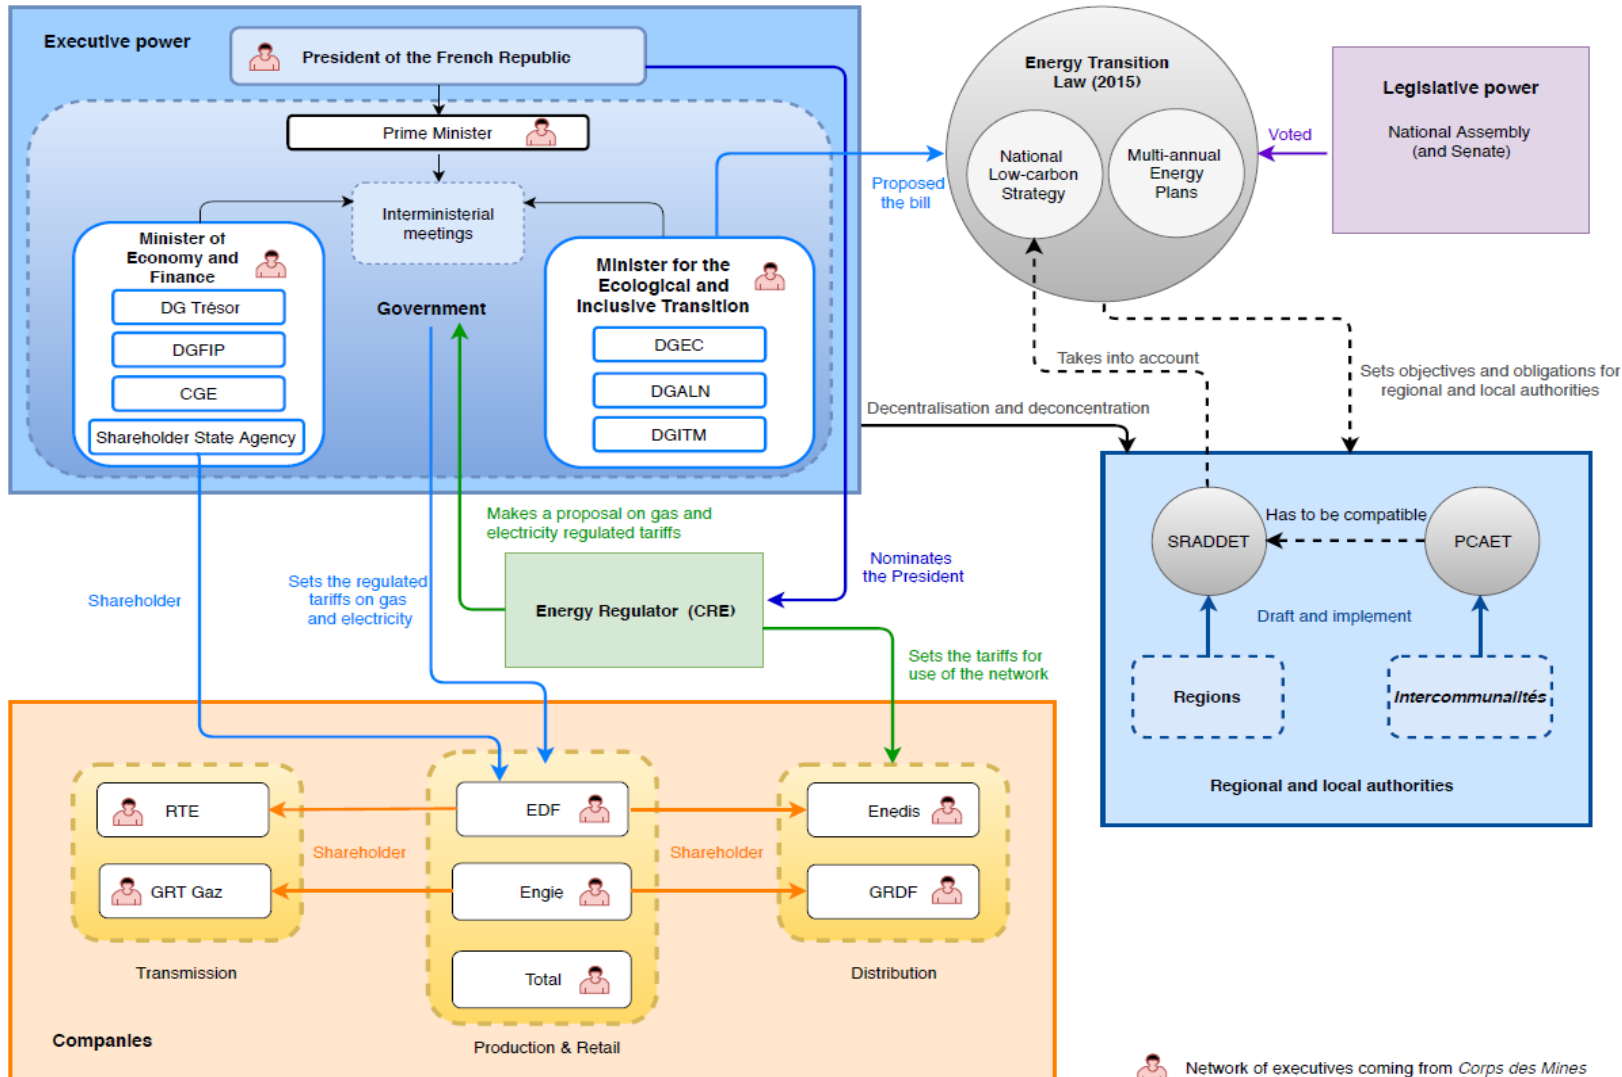 Executive power
President of the French Republic
Prime Minister
Interministerial
meetings
Minister of
Economy and
Finance
DG Trésor
DGFIP
CGE
Shareholder State Agency
Government
Minister for the
Ecological and
Inclusive Transition
DGEC
DGALN
DGITM
Proposed
the bill
Energy Transition
Law (2015)
National
Low-carbon
Strategy
Multi-annual
Energy
Plans
Voted
Legislative power
National Assembly
(and Senate)
Takes into account
Sets objectives and obligations for
regional and local authorities
Decentralisation and deconcentration
Makes a proposal on gas and
electricity regulated tariffs
Nominates
the President
Shareholder
Sets the regulated
tariffs on gas
and electricity
Energy Regulator (CRE)
Sets the tariffs for
use of the network
SRADDET
Has to be compatible
PCAET
Draft and implement
Regions
Intercommunalités
Regional and local authorities
RTE
EDF
Enedis
Shareholder
Shareholder
GRT Gaz
Engie
GRDF
Total
Transmission
Distribution
Production & Retail
Companies
Network of executives coming from Corps des Mines